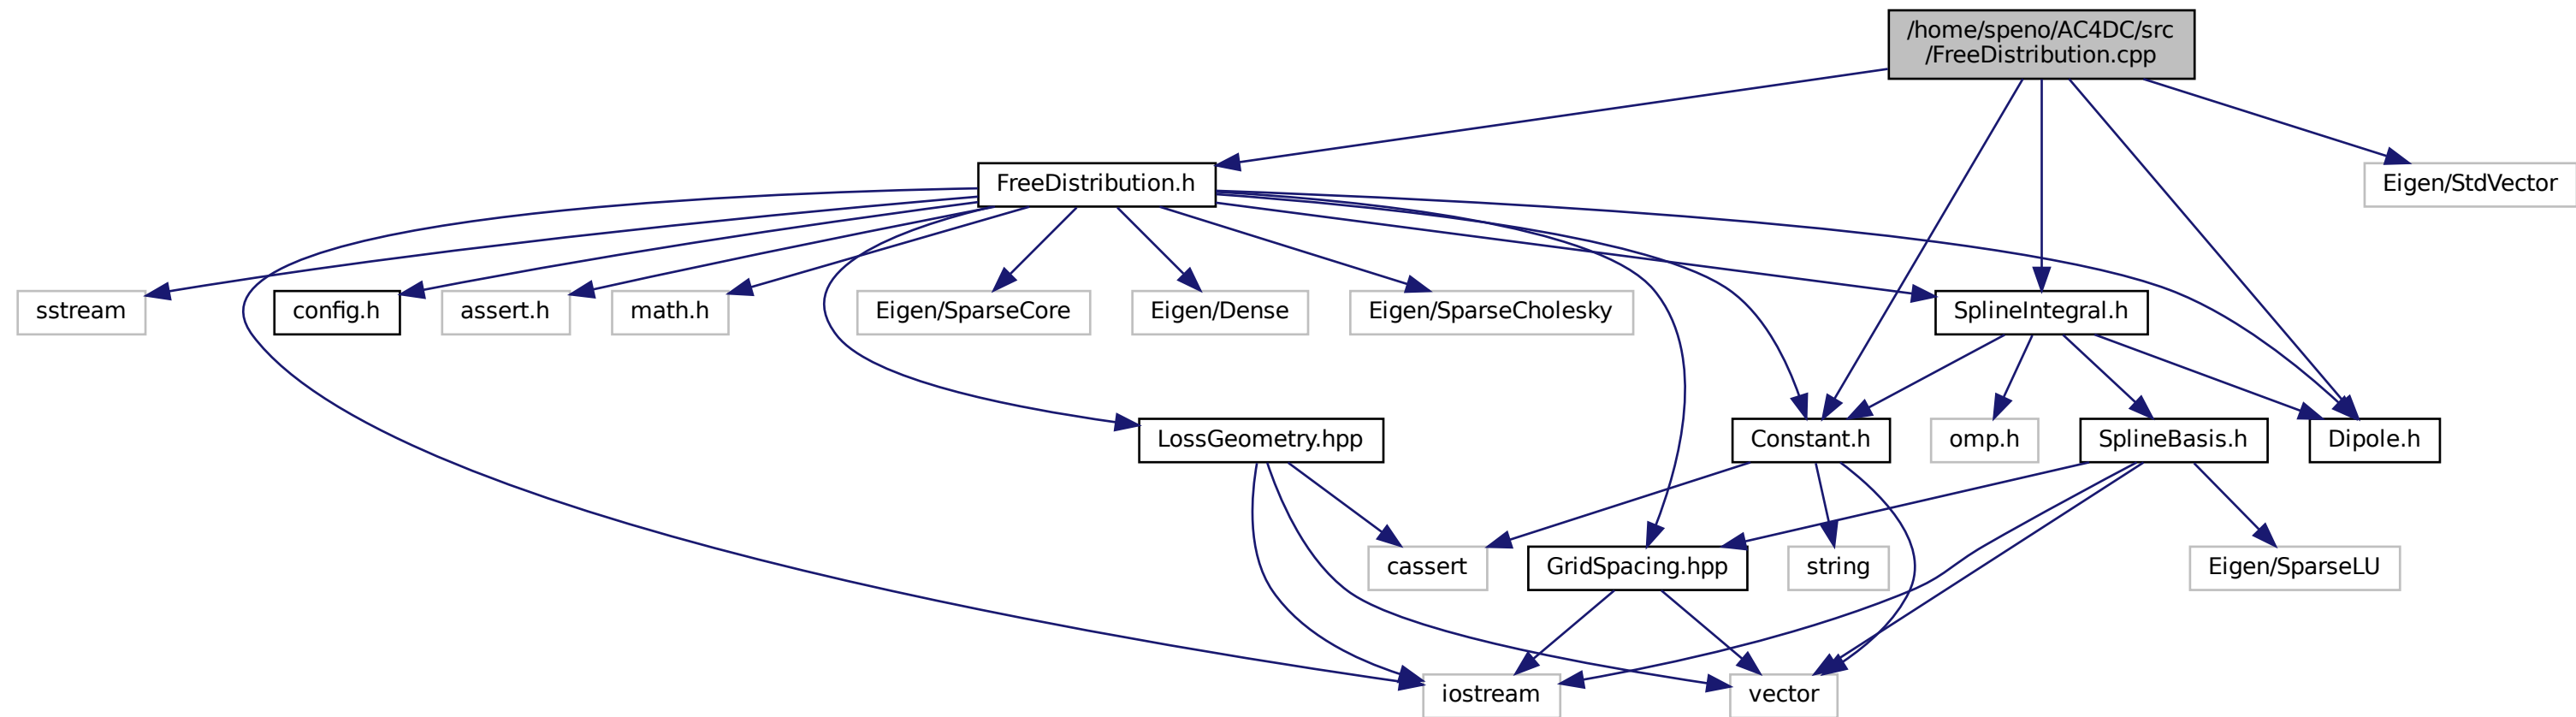 /home/speno/AC4DC/src
/FreeDistribution.cpp
FreeDistribution.h
Eigen/StdVector
sstream
config.h
assert.h
math.h
Eigen/SparseCore
Eigen/Dense
Eigen/SparseCholesky
SplineIntegral.h
LossGeometry.hpp
Constant.h
omp.h
SplineBasis.h
Dipole.h
cassert
GridSpacing.hpp
string
Eigen/SparseLU
iostream
vector